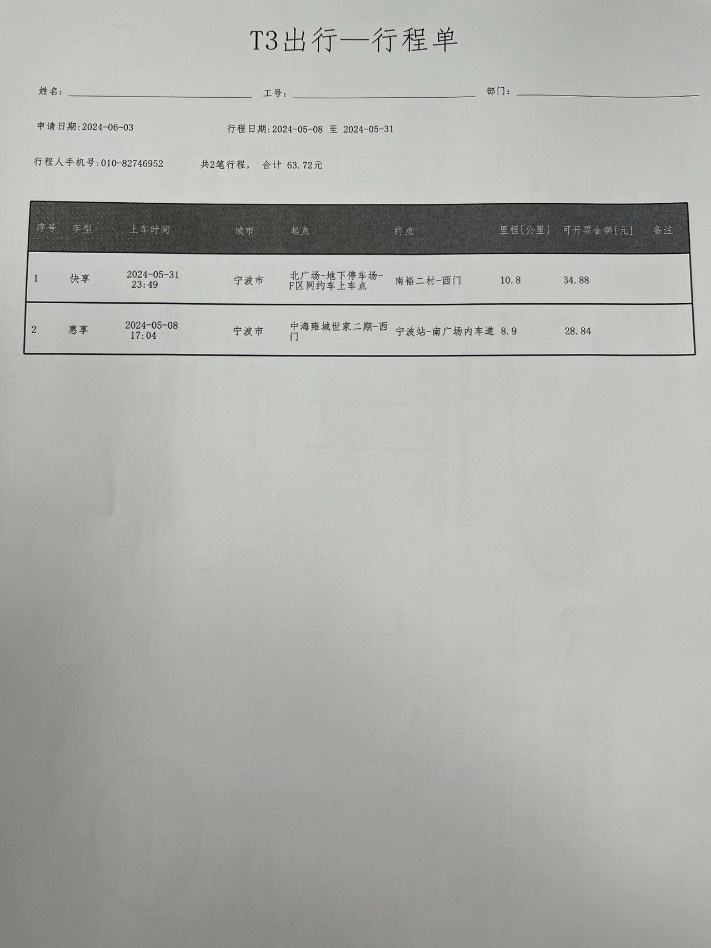 T3出行—行程单
姓名: 工号: 部门:
申请日期:2024-06-03 行程日期:2024-05-08 至 2024-05-31
行程人手机号:010-82746952 共2笔行程, 合计 63.72元
序号 车型 上车时间 城市 起点 终点 里程[公里] 可开票金额[元] 备注
1 快享 2024-05-31 23:49 宁波市 北广场-地下停车场-F区网约车上车点 南裕二村-西门 10.8 34.88
2 惠享 2024-05-08 17:04 宁波市 中海雍城世家二期-西门 宁波站-南广场内车道 8.9 28.84